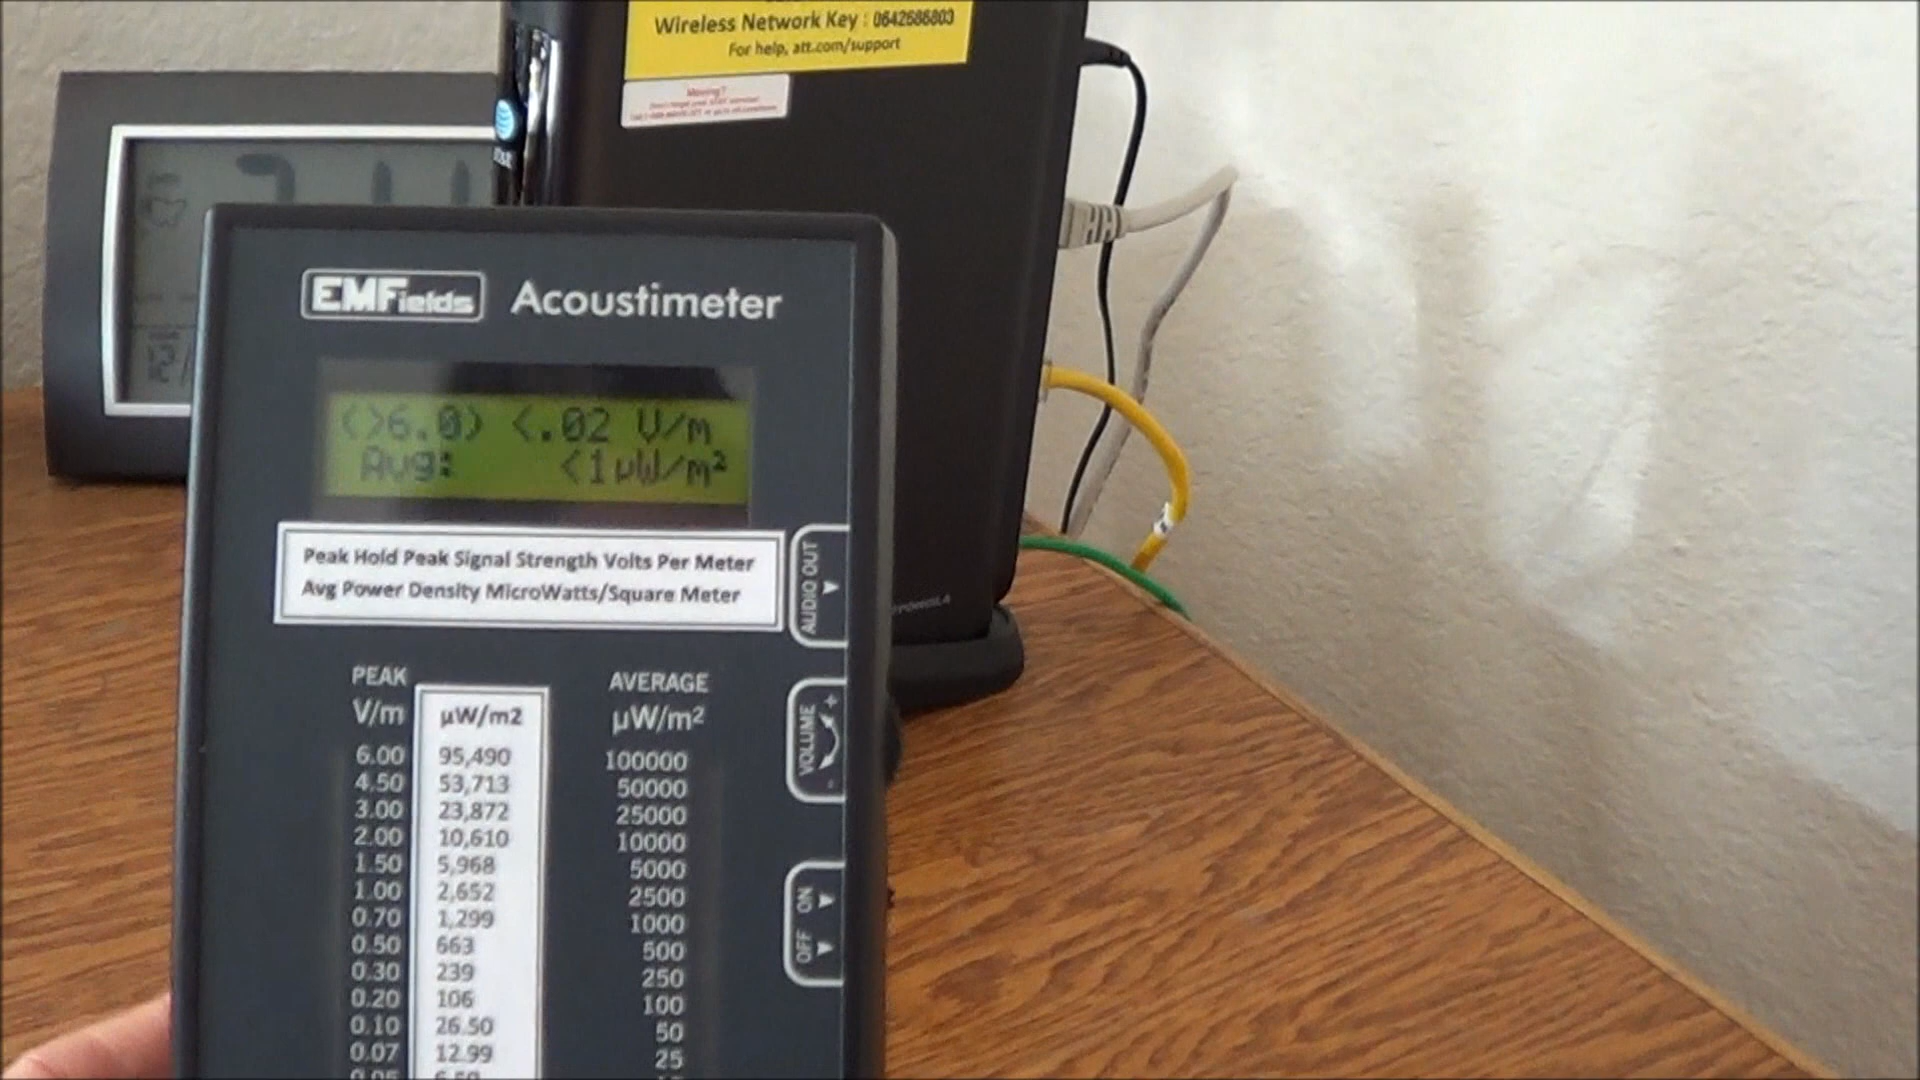 Wireless Network Key : 0642686803
For help, att.com/support
Moving?
at&t
EMFields Acoustimeter
(>6.0) <.02 V/m
Avg: <1µW/m²
Peak Hold Peak Signal Strength Volts Per Meter
Avg Power Density MicroWatts/Square Meter
AUDIO OUT
VOLUME + -
OFF ON
PEAK AVERAGE
V/m µW/m2 µW/m²
6.00 95,490 100000
4.50 53,713 50000
3.00 23,872 25000
2.00 10,610 10000
1.50 5,968 5000
1.00 2,652 2500
0.70 1,299 1000
0.50 663 500
0.30 239 250
0.20 106 100
0.10 26.50 50
0.07 12.99 25